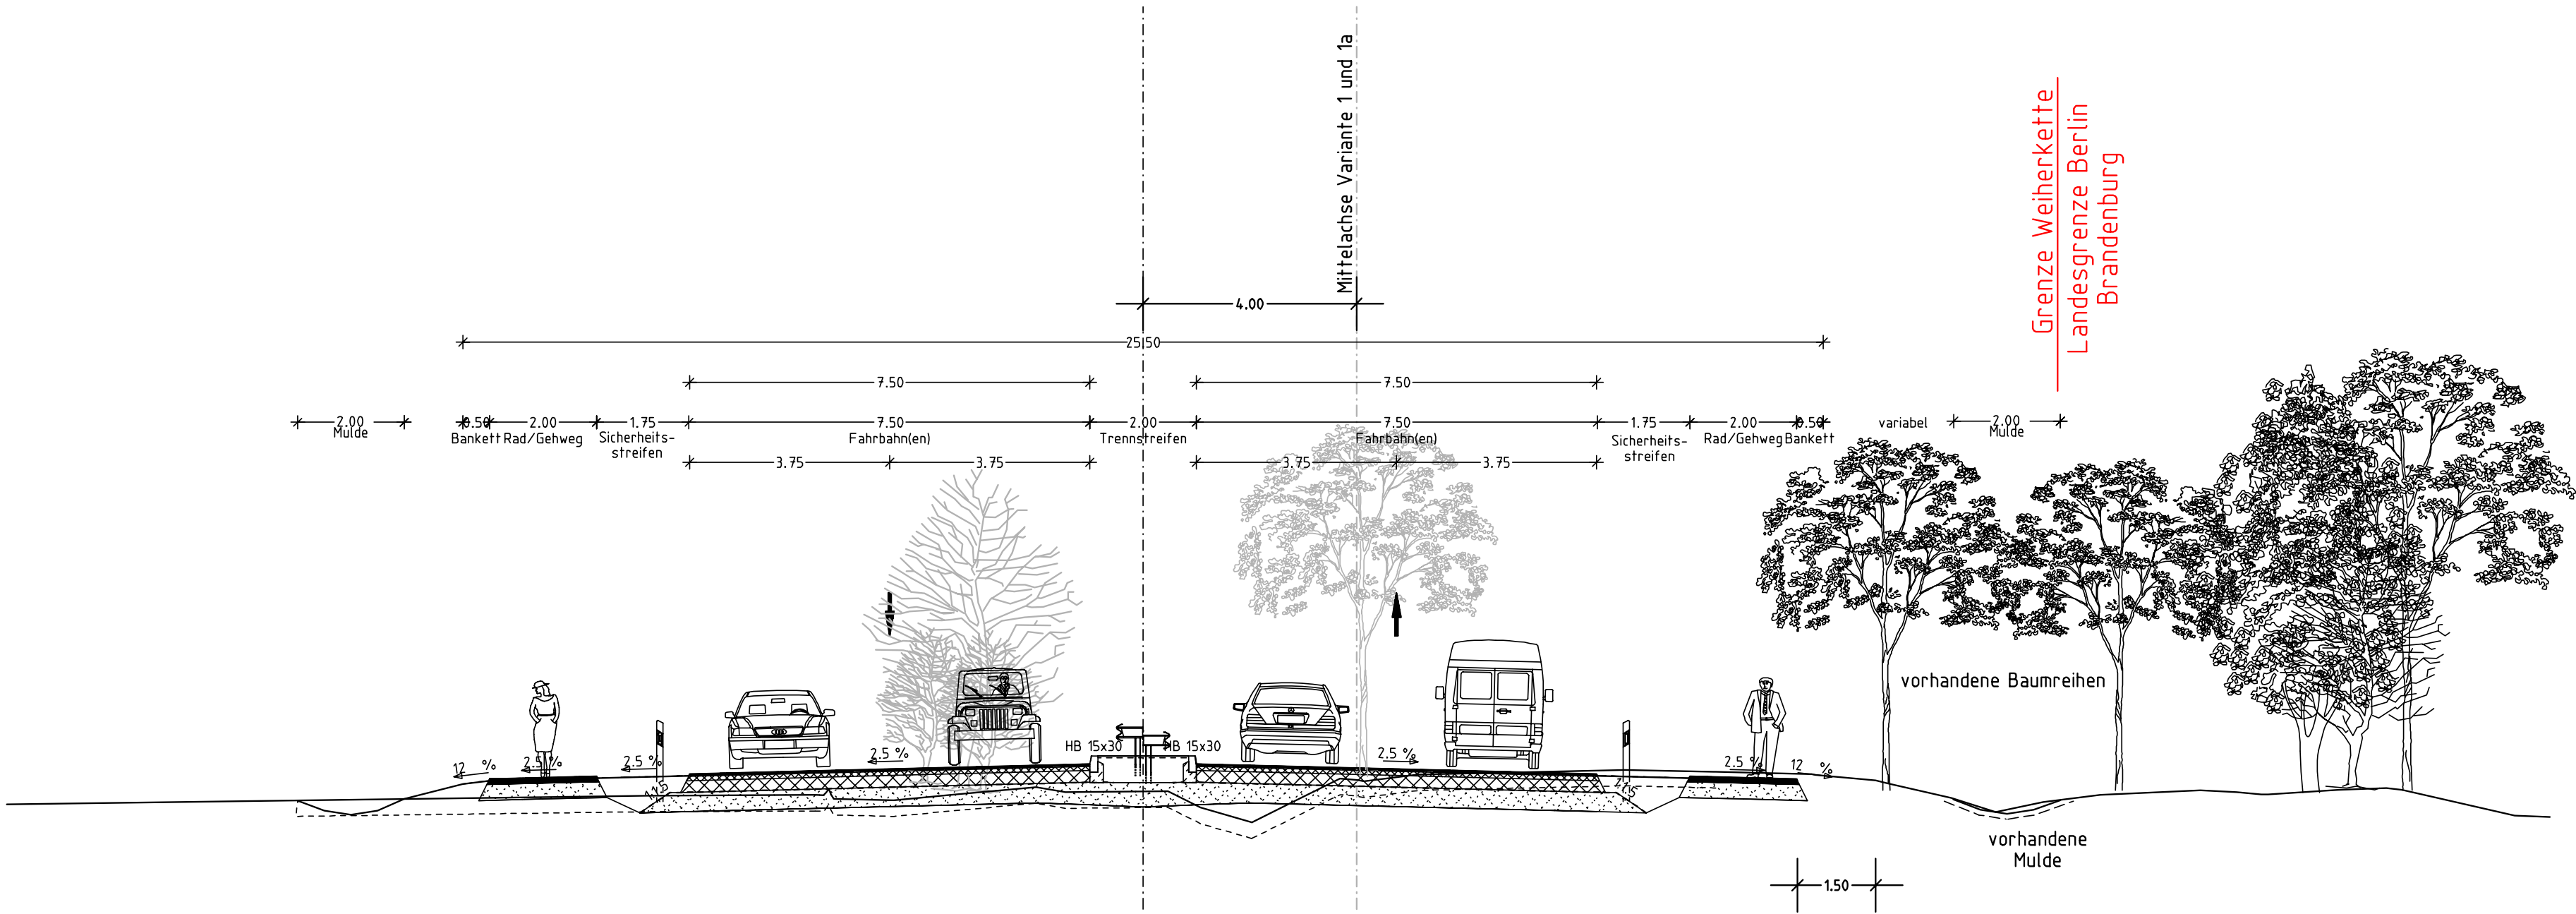 Mittelachse Variante 1 und 1a
Grenze Weiherkette
Landesgrenze Berlin
Brandenburg
4.00
25.50
7.50
7.50
2.00
0.50
2.00
1.75
7.50
2.00
7.50
1.75
2.00
0.50
variabel
2.00
Mulde
Bankett
Rad/Gehweg
Sicherheits-
streifen
Fahrbahn(en)
Trennstreifen
Fahrbahn(en)
Sicherheits-
streifen
Rad/Gehweg
Bankett
Mulde
3.75
3.75
3.75
3.75
vorhandene Baumreihen
HB 15x30
HB 15x30
12 %
2.5 %
2.5 %
2.5 %
2.5 %
2.5 %
12 %
1:1.5
vorhandene
Mulde
1.50